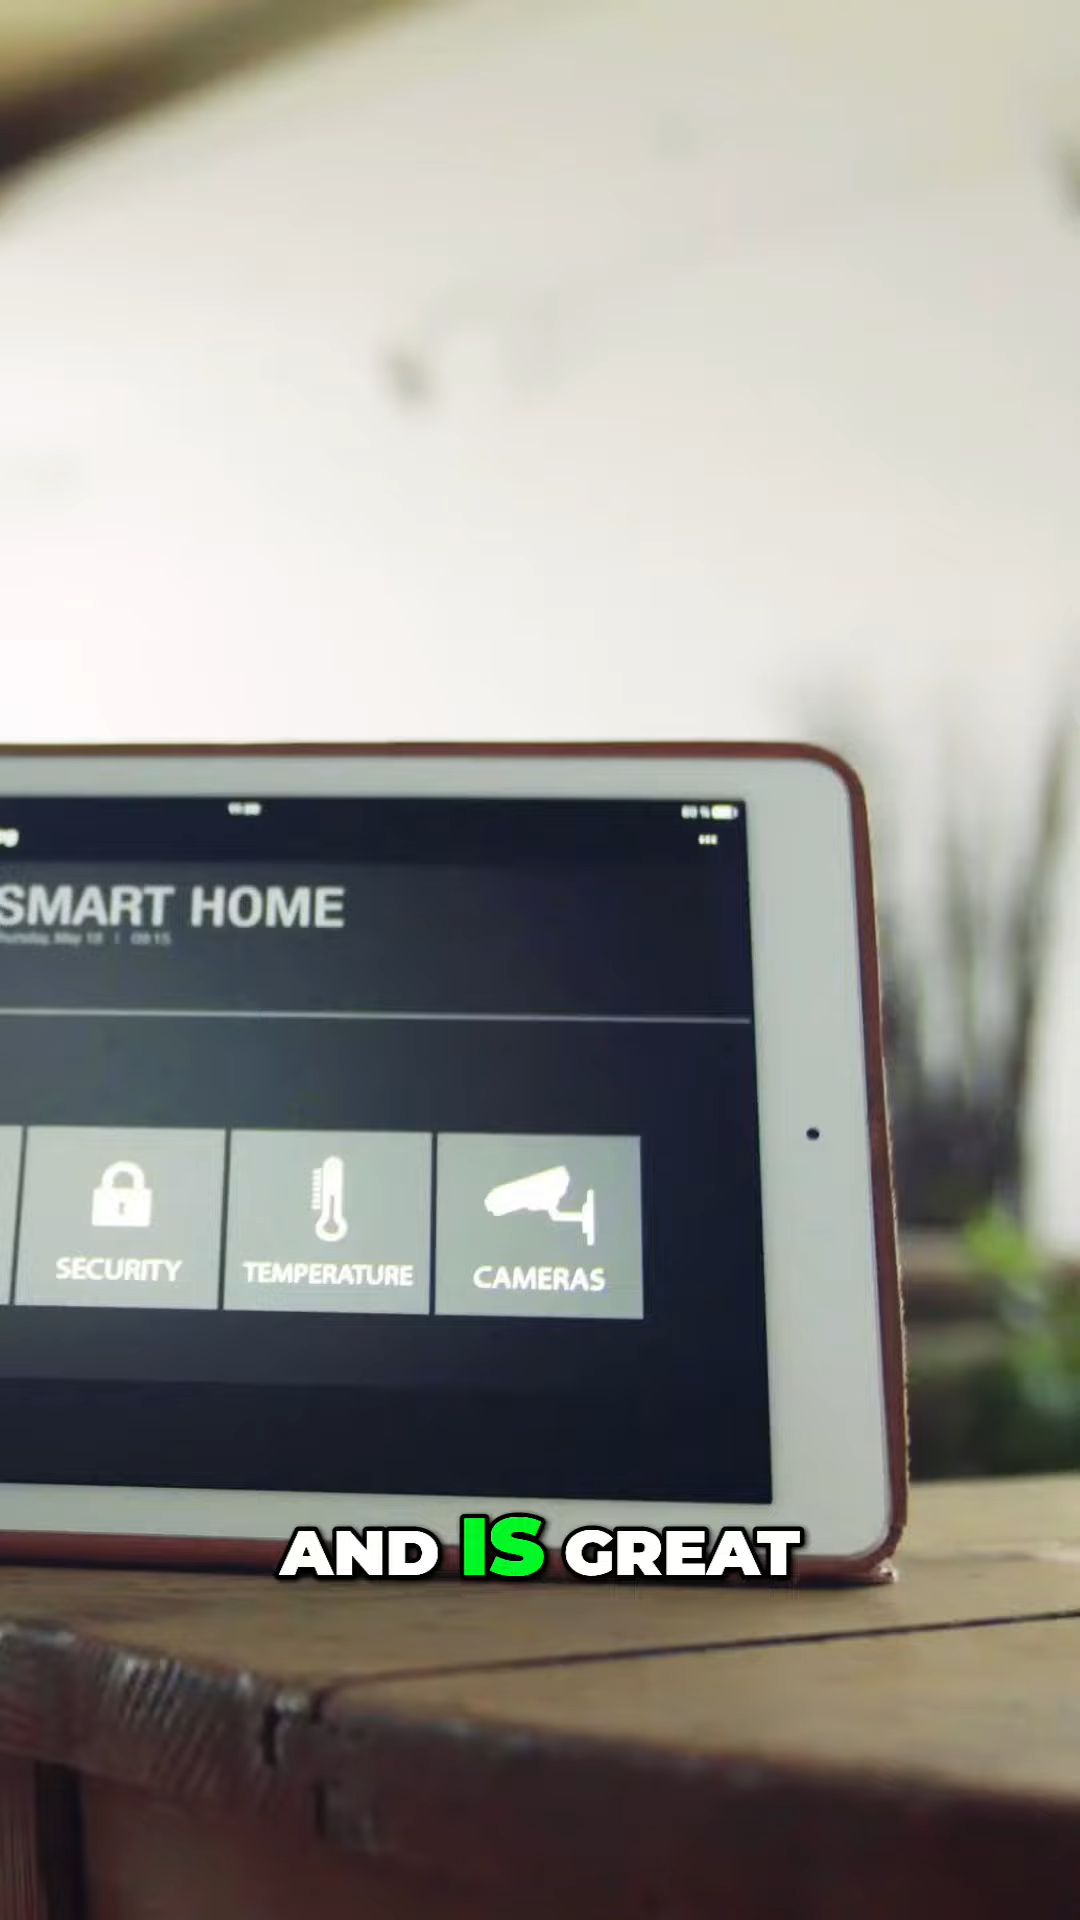 SMART HOME
SECURITY
TEMPERATURE
CAMERAS
AND IS GREAT